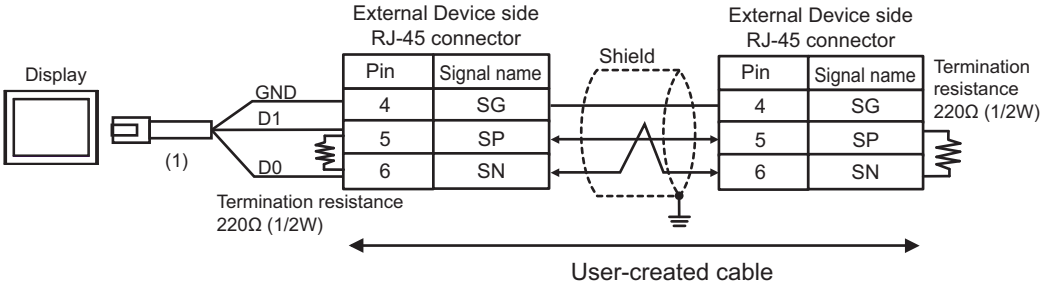 External Device side
RJ-45 connector
External Device side
RJ-45 connector
Display
(1)
GND
D1
D0
Pin Signal name
4 SG
5 SP
6 SN
Termination resistance
220Ω (1/2W)
Shield
Pin Signal name
4 SG
5 SP
6 SN
Termination
resistance
220Ω (1/2W)
User-created cable